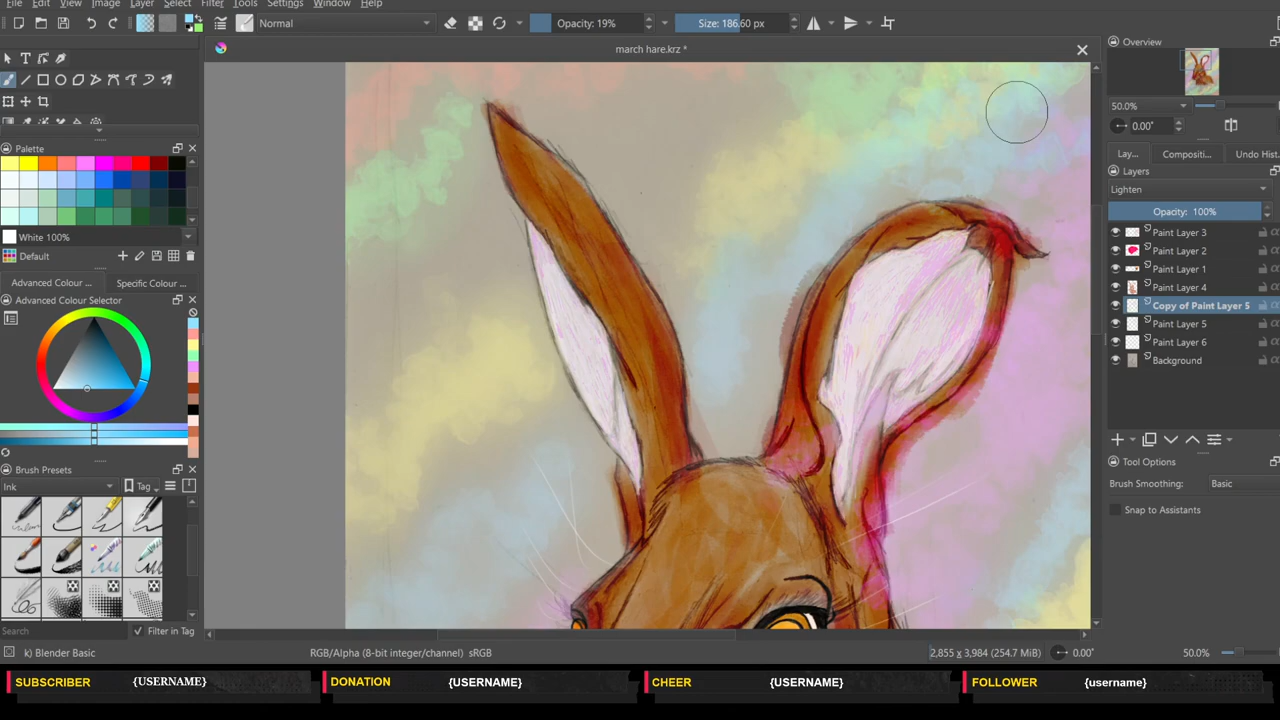 File Edit View Image Layer Select Filter Tools Settings Window Help
Normal Opacity: 19% Size: 186.60 px
march hare.krz *
Overview
50.0%
0.00°
Lay... Compositi... Undo Hist.
Layers
Lighten
Opacity: 100%
Paint Layer 3
Paint Layer 2
Paint Layer 1
Paint Layer 4
Copy of Paint Layer 5
Paint Layer 5
Paint Layer 6
Background
Tool Options
Brush Smoothing: Basic
Snap to Assistants
Palette
White 100%
Default
Advanced Colour ... Specific Colour ...
Advanced Colour Selector
Brush Presets
Ink Tag
Search Filter in Tag
k) Blender Basic RGB/Alpha (8-bit integer/channel) sRGB 2,855 x 3,984 (254.7 MiB) 0.00° 50.0%
SUBSCRIBER {USERNAME} DONATION {USERNAME} CHEER {USERNAME} FOLLOWER {username}